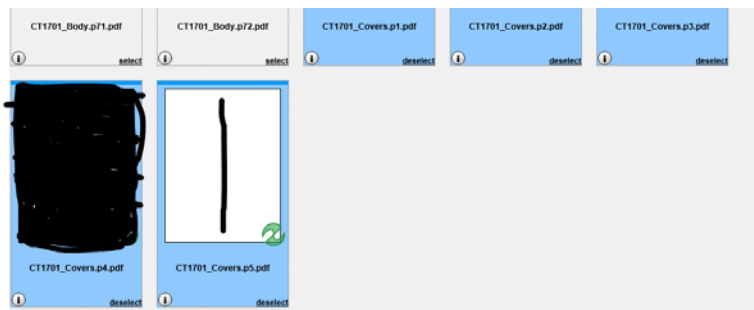 CT1701_Body.p71.pdf
CT1701_Body.p72.pdf
CT1701_Covers.p1.pdf
CT1701_Covers.p2.pdf
CT1701_Covers.p3.pdf
i
select
i
select
i
deselect
i
deselect
i
deselect
CT1701_Covers.p4.pdf
CT1701_Covers.p5.pdf
i
deselect
i
deselect